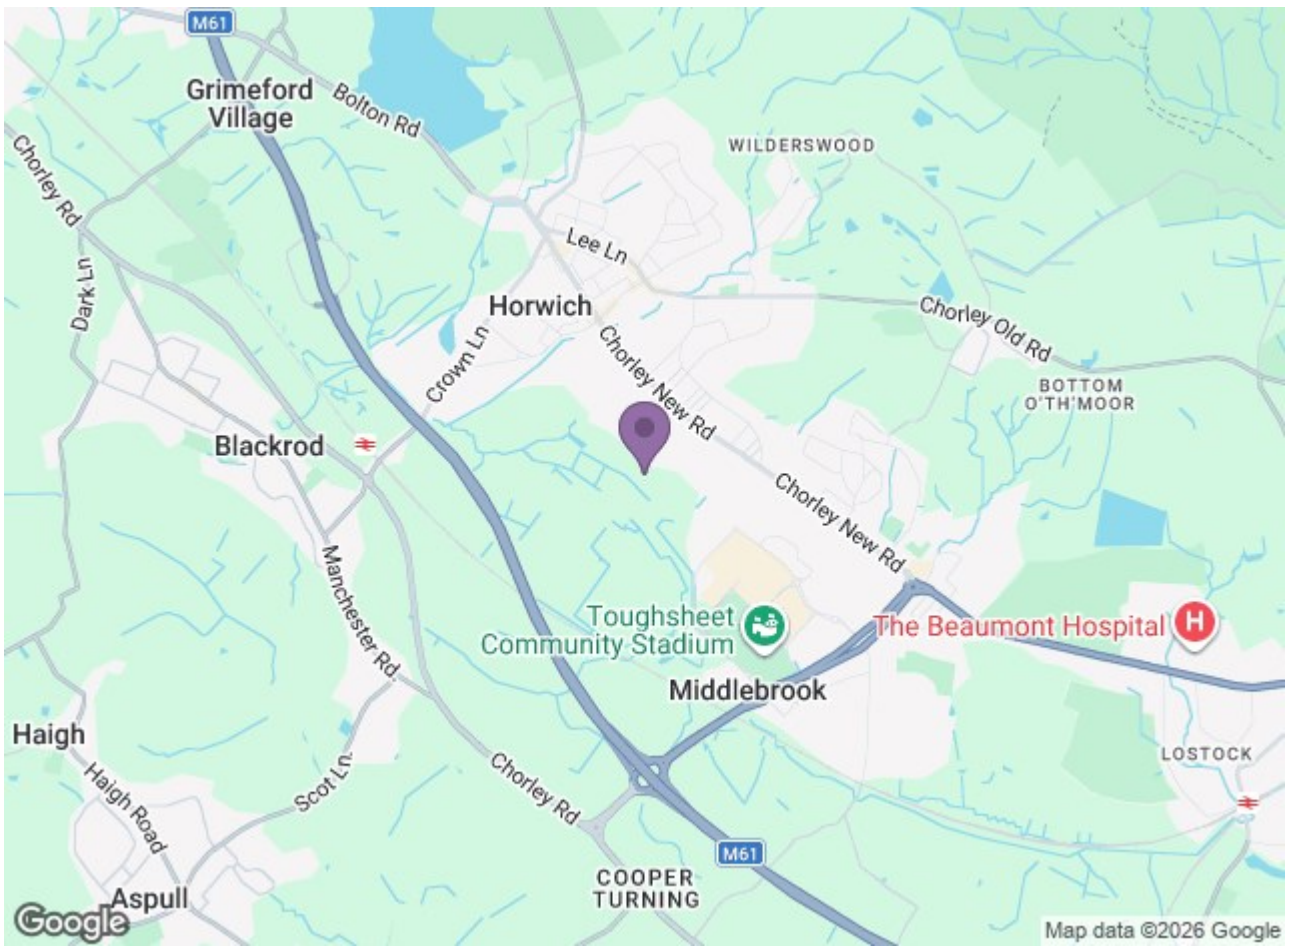 M61
Grimeford
Village
Bolton Rd
Chorley Rd
WILDERSWOOD
Lee Ln
Dark Ln
Horwich
Crown Ln
Chorley New Rd
Chorley Old Rd
BOTTOM
O'TH'MOOR
Blackrod
Chorley New Rd
Manchester Rd.
Toughsheet
Community Stadium
The Beaumont Hospital
H
Middlebrook
Haigh
Haigh Road
Scot Ln.
Chorley Rd
LOSTOCK
M61
COOPER
TURNING
Aspull
Google
Map data ©2026 Google